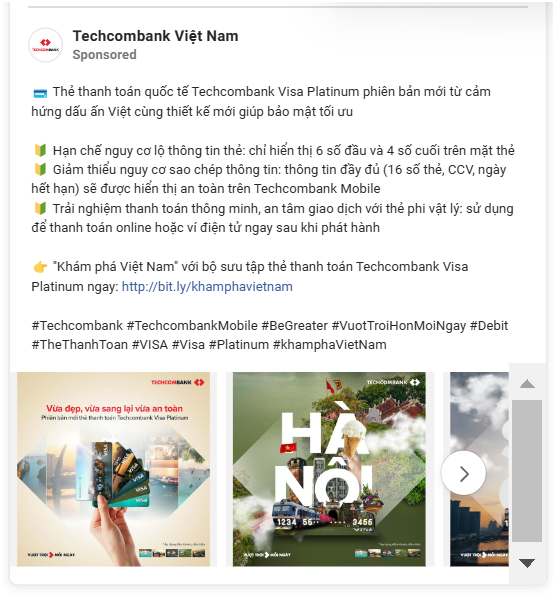 Techcombank Việt Nam
Sponsored
TECHCOMBANK
Thẻ thanh toán quốc tế Techcombank Visa Platinum phiên bản mới từ cảm
hứng dấu ấn Việt cùng thiết kế mới giúp bảo mật tối ưu
Hạn chế nguy cơ lộ thông tin thẻ: chỉ hiển thị 6 số đầu và 4 số cuối trên mặt thẻ
Giảm thiểu nguy cơ sao chép thông tin: thông tin đầy đủ (16 số thẻ, CCV, ngày
hết hạn) sẽ được hiển thị an toàn trên Techcombank Mobile
Trải nghiệm thanh toán thông minh, an tâm giao dịch với thẻ phi vật lý: sử dụng
để thanh toán online hoặc ví điện tử ngay sau khi phát hành
"Khám phá Việt Nam" với bộ sưu tập thẻ thanh toán Techcombank Visa
Platinum ngay: http://bit.ly/khamphavietnam
#Techcombank #TechcombankMobile #BeGreater #VuotTroiHonMoiNgay #Debit
#TheThanhToan #VISA #Visa #Platinum #khamphaVietNam
TECHCOMBANK
Vừa đẹp, vừa sang lại vừa an toàn
Phiên bản mới thẻ thanh toán Techcombank Visa Platinum
VISA
VISA
VISA
VISA
VƯỢT TRỘI MỖI NGÀY
TECHCOMBANK
HÀ
NỘI
1234 55 3456
VƯỢT TRỘI MỖI NGÀY
VƯỢT TRỘI